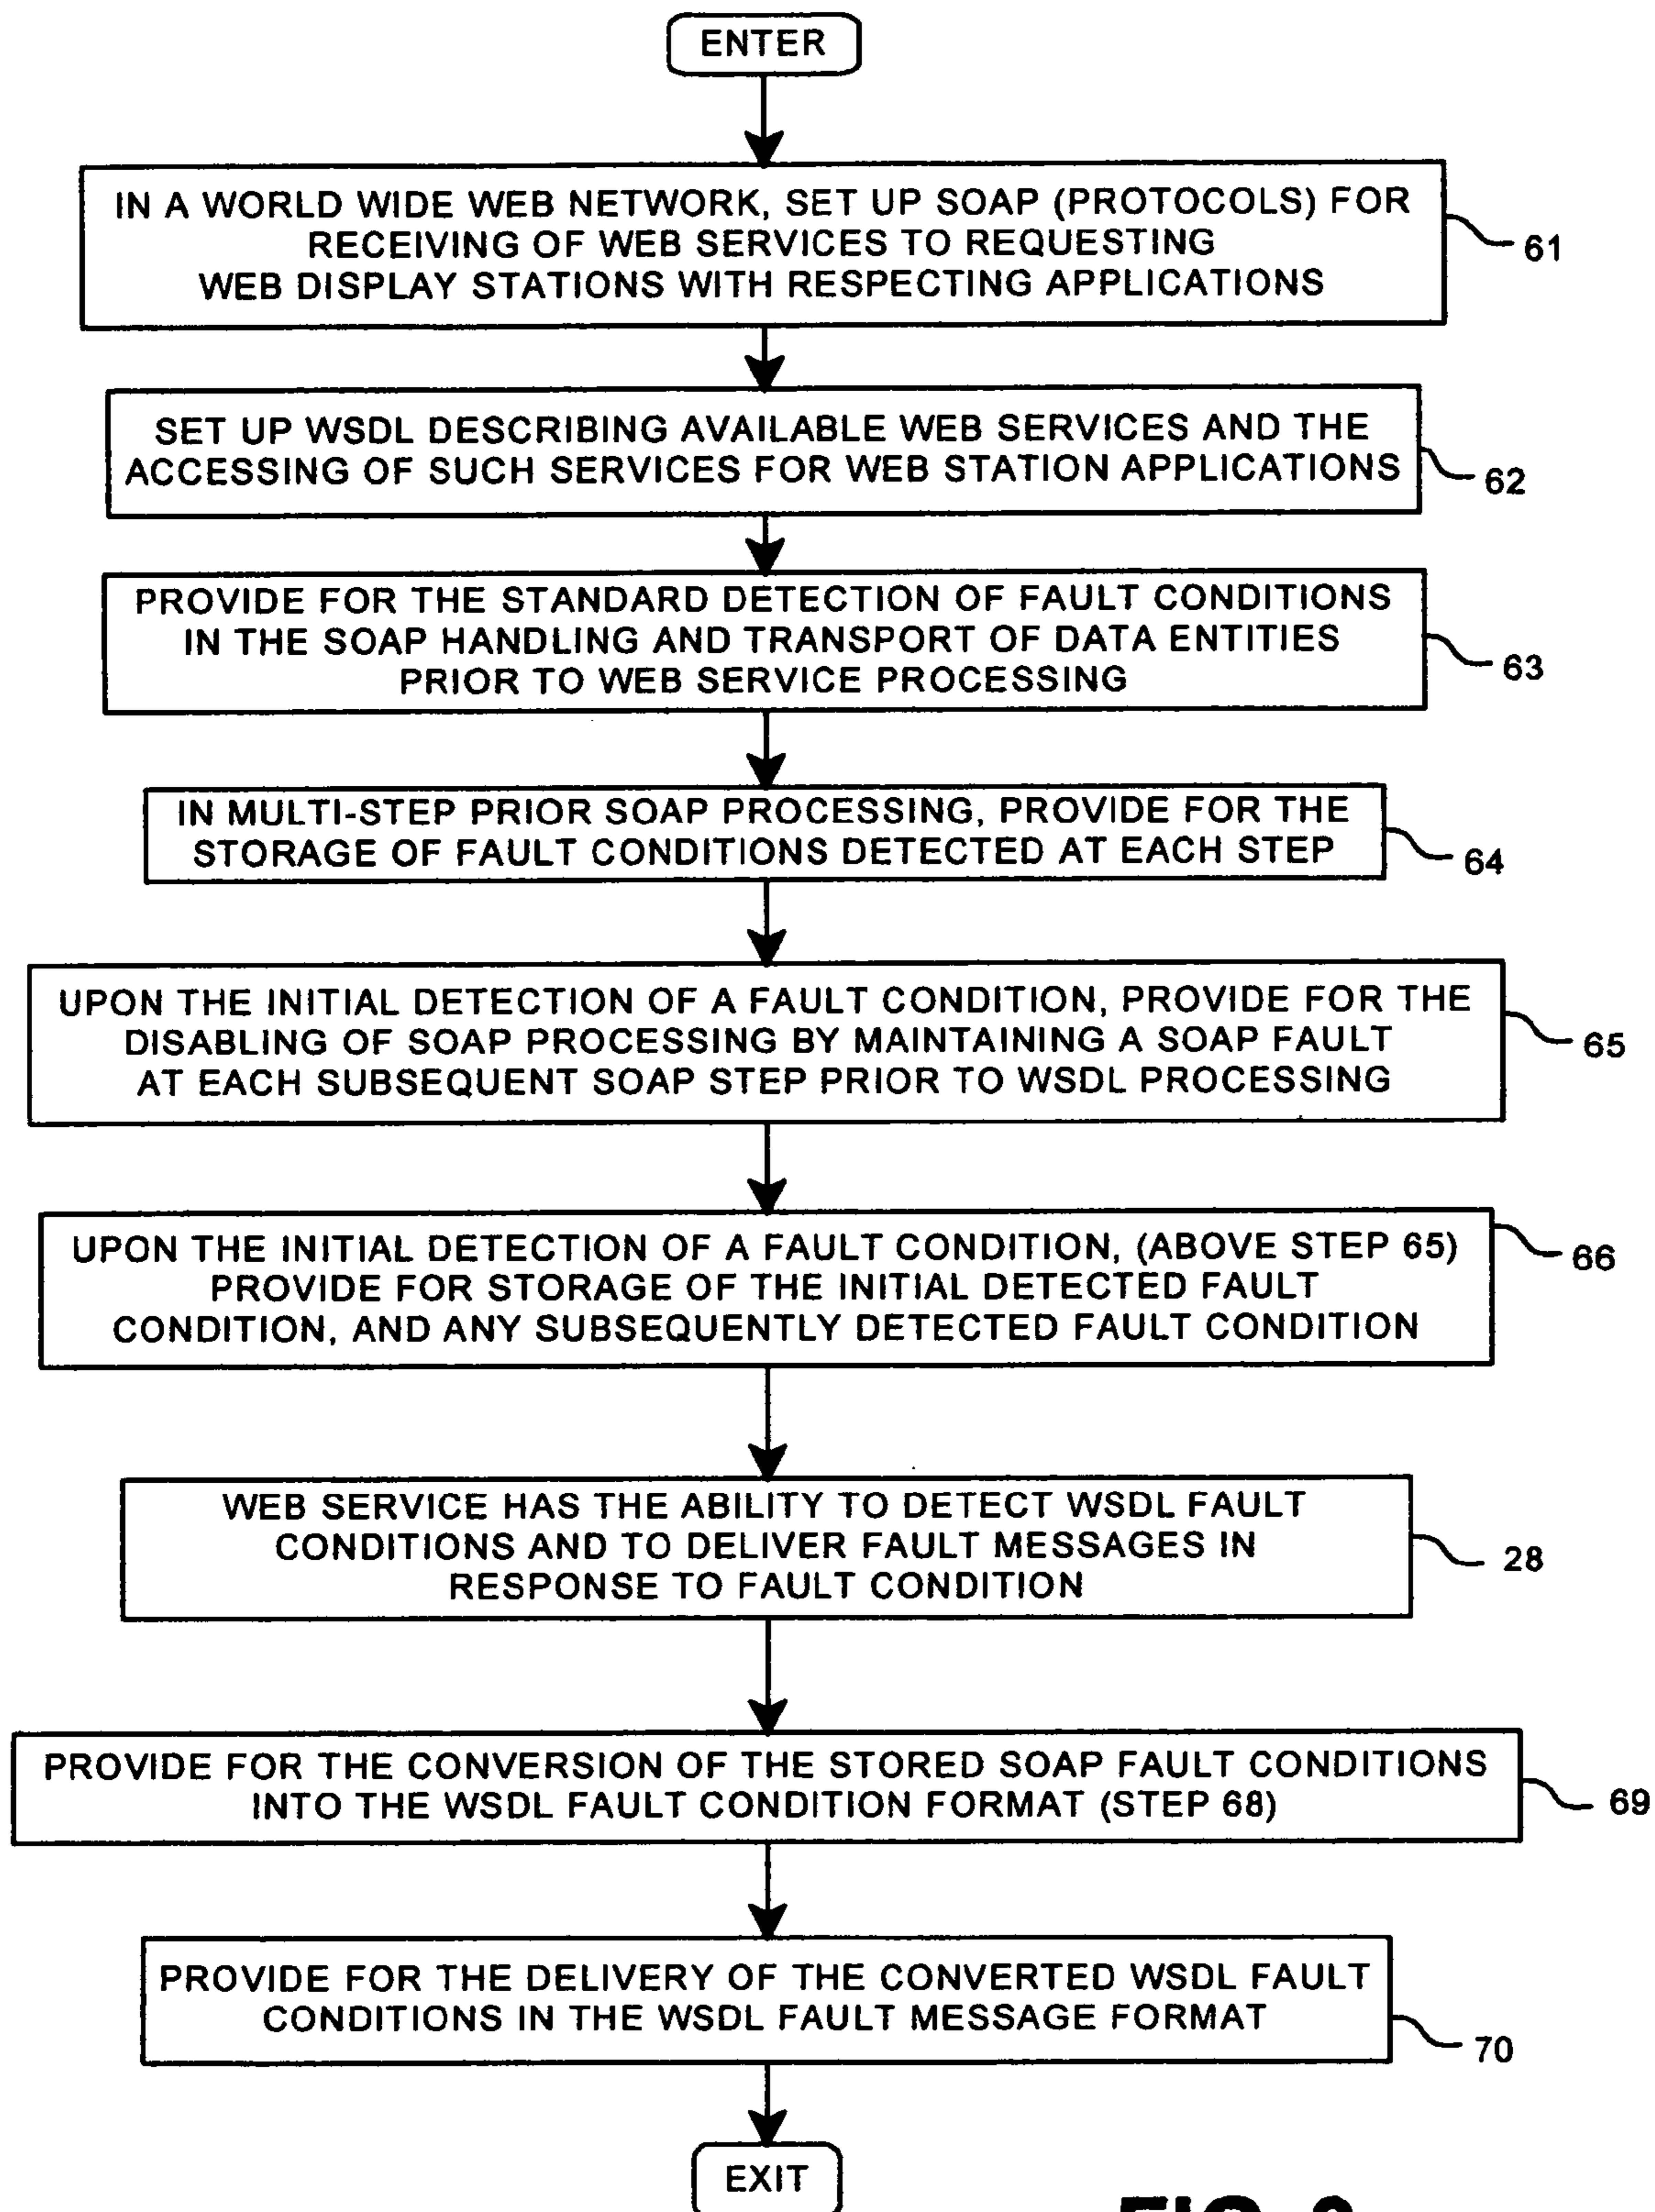 ENTER
IN A WORLD WIDE WEB NETWORK, SET UP SOAP (PROTOCOLS) FOR
RECEIVING OF WEB SERVICES TO REQUESTING
WEB DISPLAY STATIONS WITH RESPECTING APPLICATIONS
61
SET UP WSDL DESCRIBING AVAILABLE WEB SERVICES AND THE
ACCESSING OF SUCH SERVICES FOR WEB STATION APPLICATIONS
62
PROVIDE FOR THE STANDARD DETECTION OF FAULT CONDITIONS
IN THE SOAP HANDLING AND TRANSPORT OF DATA ENTITIES
PRIOR TO WEB SERVICE PROCESSING
63
IN MULTI-STEP PRIOR SOAP PROCESSING, PROVIDE FOR THE
STORAGE OF FAULT CONDITIONS DETECTED AT EACH STEP
64
UPON THE INITIAL DETECTION OF A FAULT CONDITION, PROVIDE FOR THE
DISABLING OF SOAP PROCESSING BY MAINTAINING A SOAP FAULT
AT EACH SUBSEQUENT SOAP STEP PRIOR TO WSDL PROCESSING
65
UPON THE INITIAL DETECTION OF A FAULT CONDITION, (ABOVE STEP 65)
PROVIDE FOR STORAGE OF THE INITIAL DETECTED FAULT
CONDITION, AND ANY SUBSEQUENTLY DETECTED FAULT CONDITION
66
WEB SERVICE HAS THE ABILITY TO DETECT WSDL FAULT
CONDITIONS AND TO DELIVER FAULT MESSAGES IN
RESPONSE TO FAULT CONDITION
28
PROVIDE FOR THE CONVERSION OF THE STORED SOAP FAULT CONDITIONS
INTO THE WSDL FAULT CONDITION FORMAT (STEP 68)
69
PROVIDE FOR THE DELIVERY OF THE CONVERTED WSDL FAULT
CONDITIONS IN THE WSDL FAULT MESSAGE FORMAT
70
EXIT
FIG.